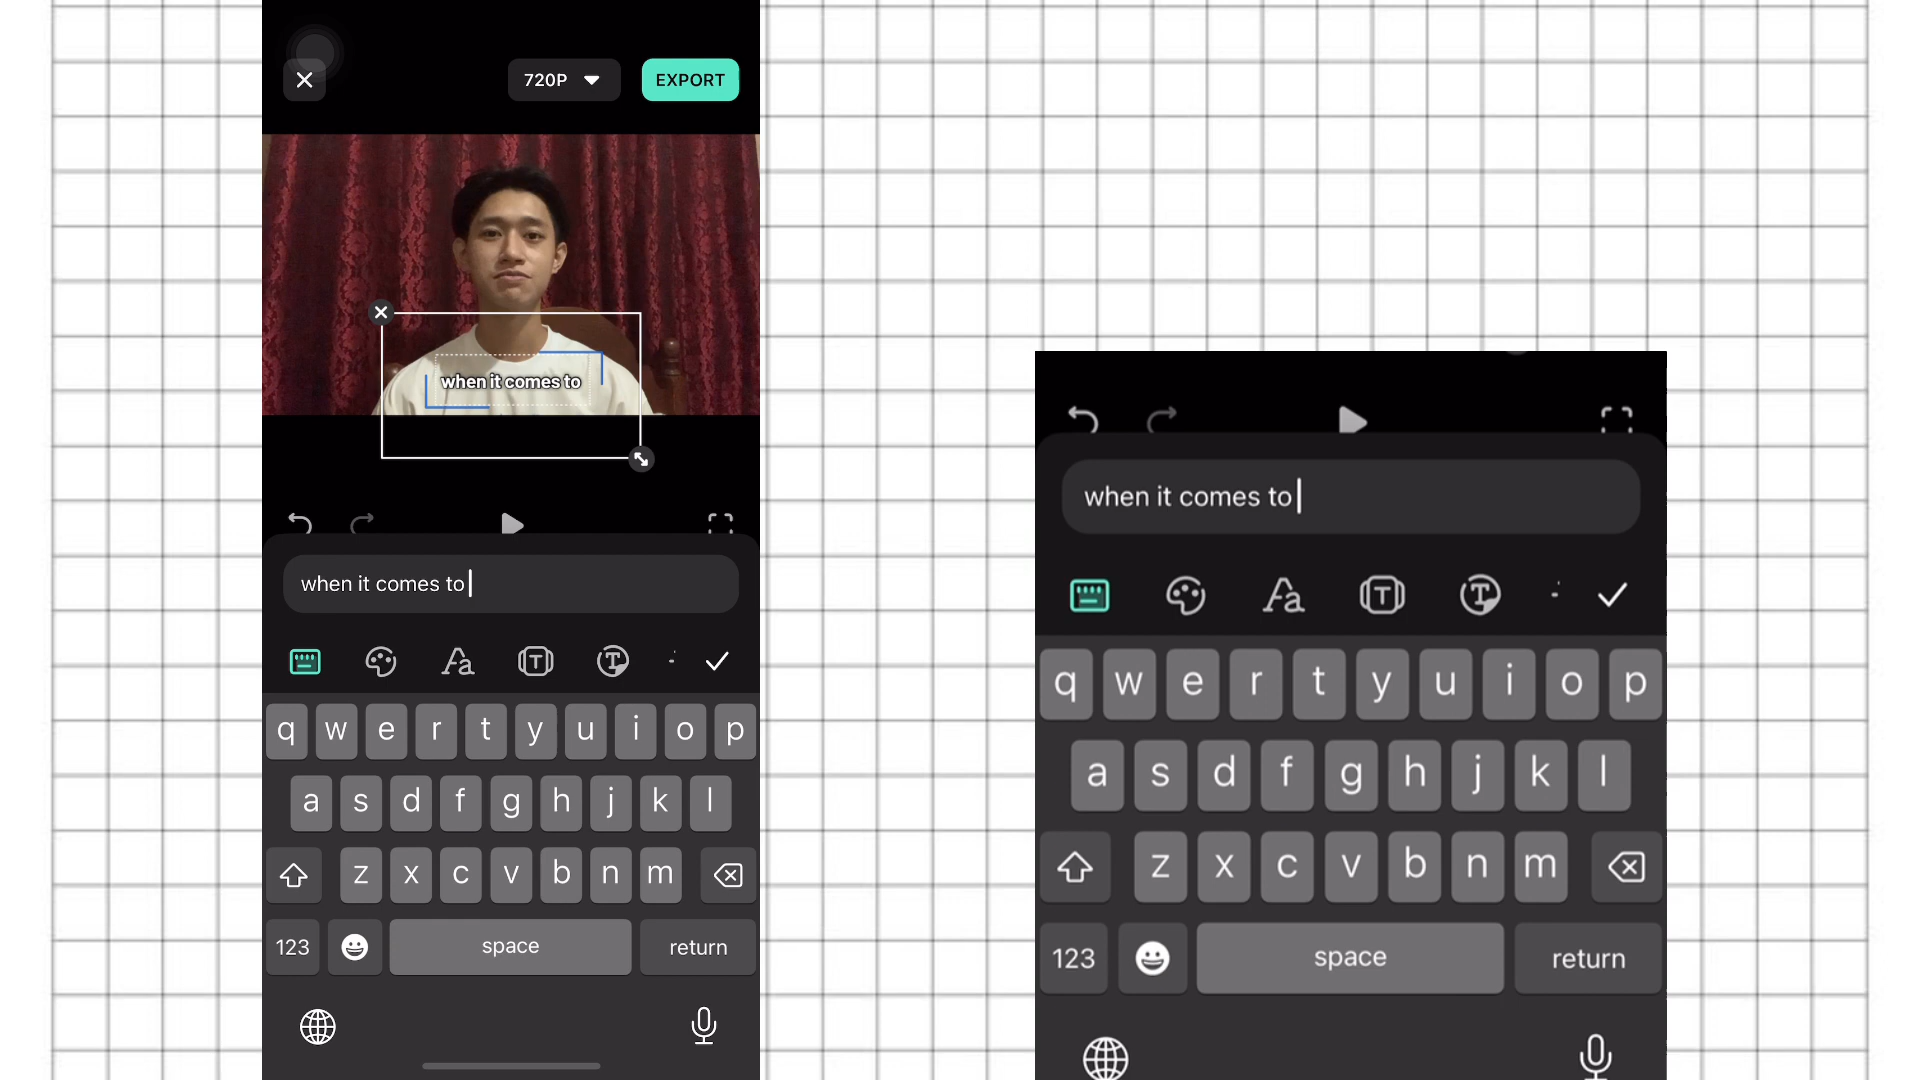 720P EXPORT
when it comes to
when it comes to
q w e r t y u i o p
a s d f g h j k l
z x c v b n m
123 space return
when it comes to
q w e r t y u i o p
a s d f g h j k l
z x c v b n m
123 space return